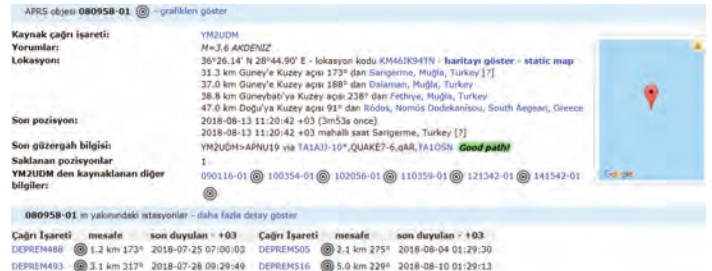 APRS objesi 080958-01 - grafikleri göster
Kaynak çağrı işareti: YM2UDM
Yorumlar: M=3.6 AKDENIZ
Lokasyon: 36°26.14' N 28°44.90' E - lokasyon kodu KM46IK94TN - haritayı göster - static map
31.3 km Güney'e Kuzey açısı 173° dan Sarıgerme, Muğla, Turkey [?]
37.0 km Güney'e Kuzey açısı 188° dan Dalaman, Muğla, Turkey
38.8 km Güneybatı'ya Kuzey açısı 238° dan Fethiye, Muğla, Turkey
47.0 km Doğu'ya Kuzey açısı 91° dan Ródos, Nomós Dodekanísou, South Aegean, Greece
Son pozisyon: 2018-08-13 11:20:42 +03 (3m53s önce)
2018-08-13 11:20:42 +03 mahalli saat Sarigerme, Turkey [?]
Son güzergah bilgisi: YM2UDM>APNU19 via TA1AJJ-10*,QUAKE7-6,qAR,TA1OSN Good path!
Saklanan pozisyonlar 1
YM2UDM den kaynaklanan diğer bilgiler: 090116-01 100354-01 102056-01 110359-01 121342-01 141542-01
Google
080958-01 in yakınındaki istasyonlar - daha fazla detay göster
Çağrı İşareti mesafe son duyulan - +03 Çağrı İşareti mesafe son duyulan - +03
DEPREM488 1.2 km 173° 2018-07-25 07:00:03 DEPREM505 2.1 km 275° 2018-08-04 01:29:30
DEPREM493 3.1 km 317° 2018-07-28 09:29:49 DEPREM516 5.0 km 229° 2018-08-10 01:29:13